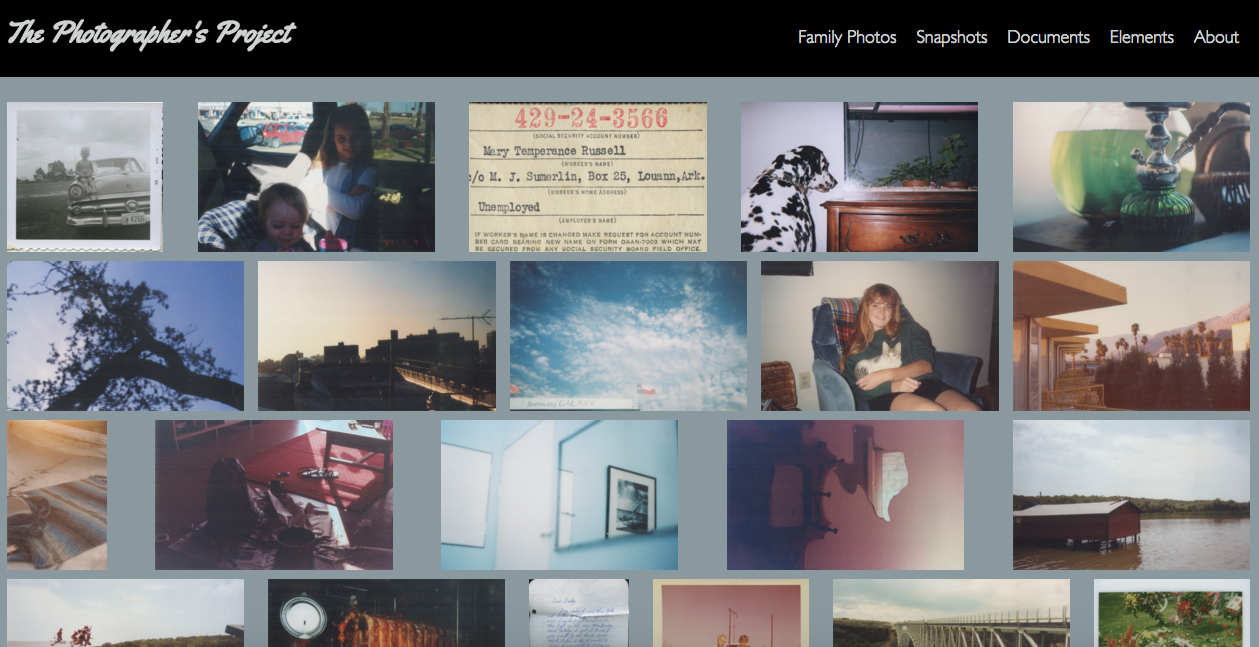 The Photographer's Project
Family Photos Snapshots Documents Elements About
429-24-3566
(SOCIAL SECURITY ACCOUNT NUMBER)
Mary Temperance Russell
(WORKER'S NAME)
c/o M. J. Sumerlin, Box 25, Louann, Ark.
(WORKER'S HOME ADDRESS)
Unemployed
(EMPLOYER'S NAME)
IF WORKER'S NAME IS CHANGED MAKE REQUEST FOR ACCOUNT NUM-
BER CARD BEARING NEW NAME ON FORM OAAN-7003 WHICH MAY
BE SECURED FROM ANY SOCIAL SECURITY BOARD FIELD OFFICE.
Samsung GALAXY